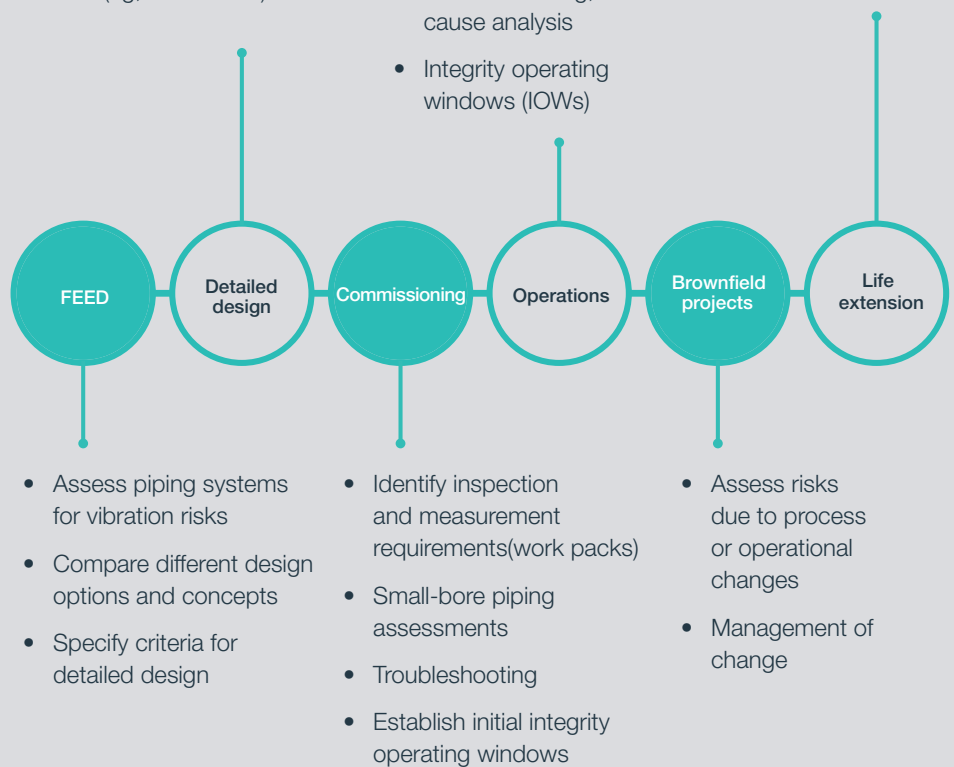 cause analysis
• Integrity operating
windows (IOWs)
FEED
Detailed
design
Commissioning
Operations
Brownfield
projects
Life
extension
• Assess piping systems
for vibration risks
• Compare different design
options and concepts
• Specify criteria for
detailed design
• Identify inspection
and measurement
requirements(work packs)
• Small-bore piping
assessments
• Troubleshooting
• Establish initial integrity
operating windows
• Assess risks
due to process
or operational
changes
• Management of
change